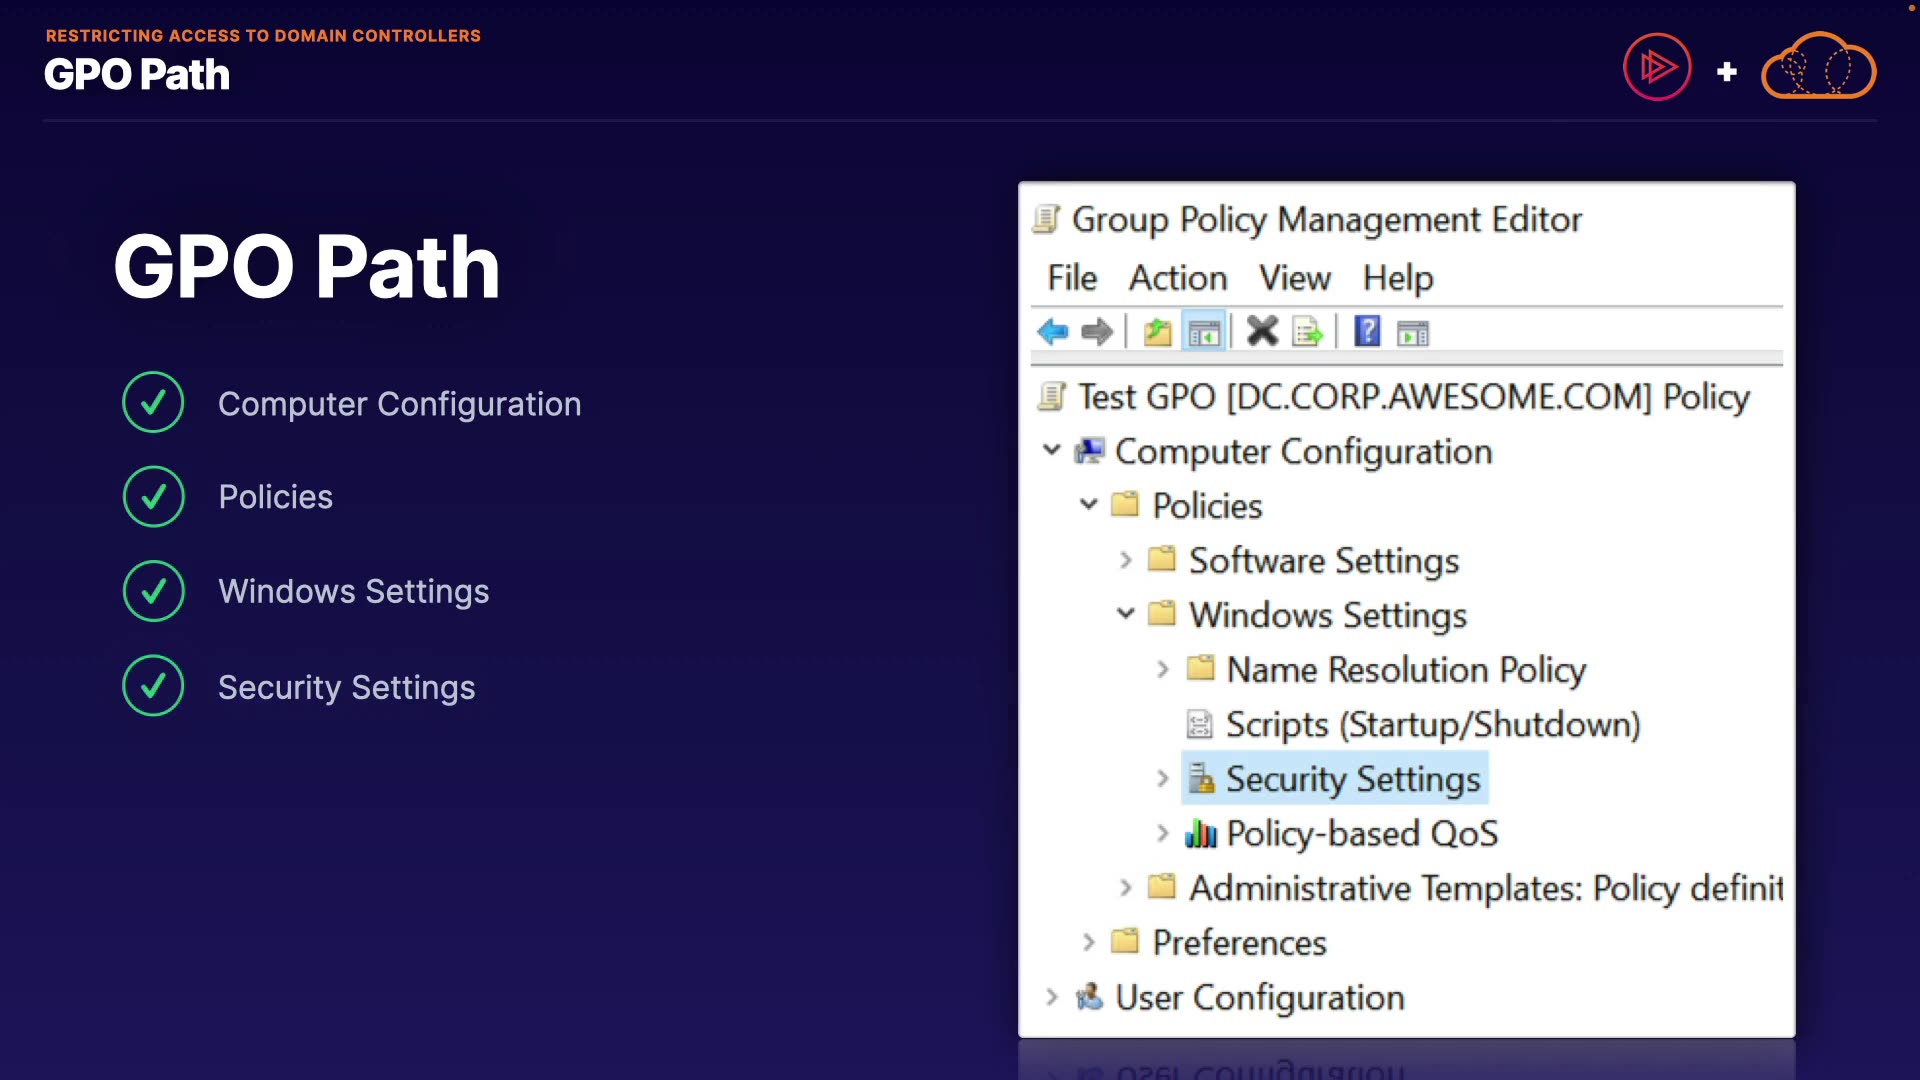 RESTRICTING ACCESS TO DOMAIN CONTROLLERS
GPO Path
GPO Path
Computer Configuration
Policies
Windows Settings
Security Settings
Group Policy Management Editor
File Action View Help
Test GPO [DC.CORP.AWESOME.COM] Policy
Computer Configuration
Policies
Software Settings
Windows Settings
Name Resolution Policy
Scripts (Startup/Shutdown)
Security Settings
Policy-based QoS
Administrative Templates: Policy definit
Preferences
User Configuration